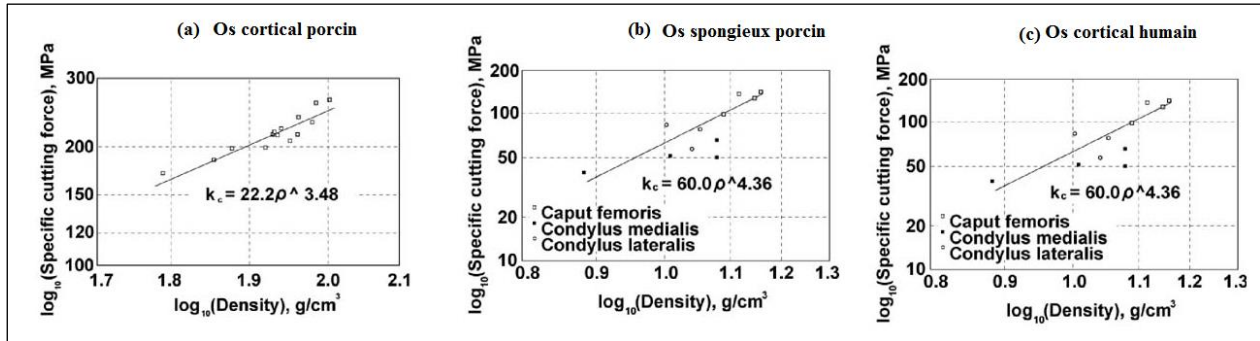 (a) Os cortical porcin
log10(Specific cutting force), MPa
300
200
150
120
100
kc = 22.2ρ^ 3.48
1.7 1.8 1.9 2.0 2.1
log10(Density), g/cm³
(b) Os spongieux porcin
log10(Specific cutting force), MPa
200
100
50
20
10
kc = 60.0ρ^4.36
Caput femoris
Condylus medialis
Condylus lateralis
0.8 0.9 1.0 1.1 1.2 1.3
log10(Density), g/cm³
(c) Os cortical humain
log10(Specific cutting force), MPa
200
100
50
20
10
kc = 60.0ρ^4.36
Caput femoris
Condylus medialis
Condylus lateralis
0.8 0.9 1.0 1.1 1.2 1.3
log10(Density), g/cm³